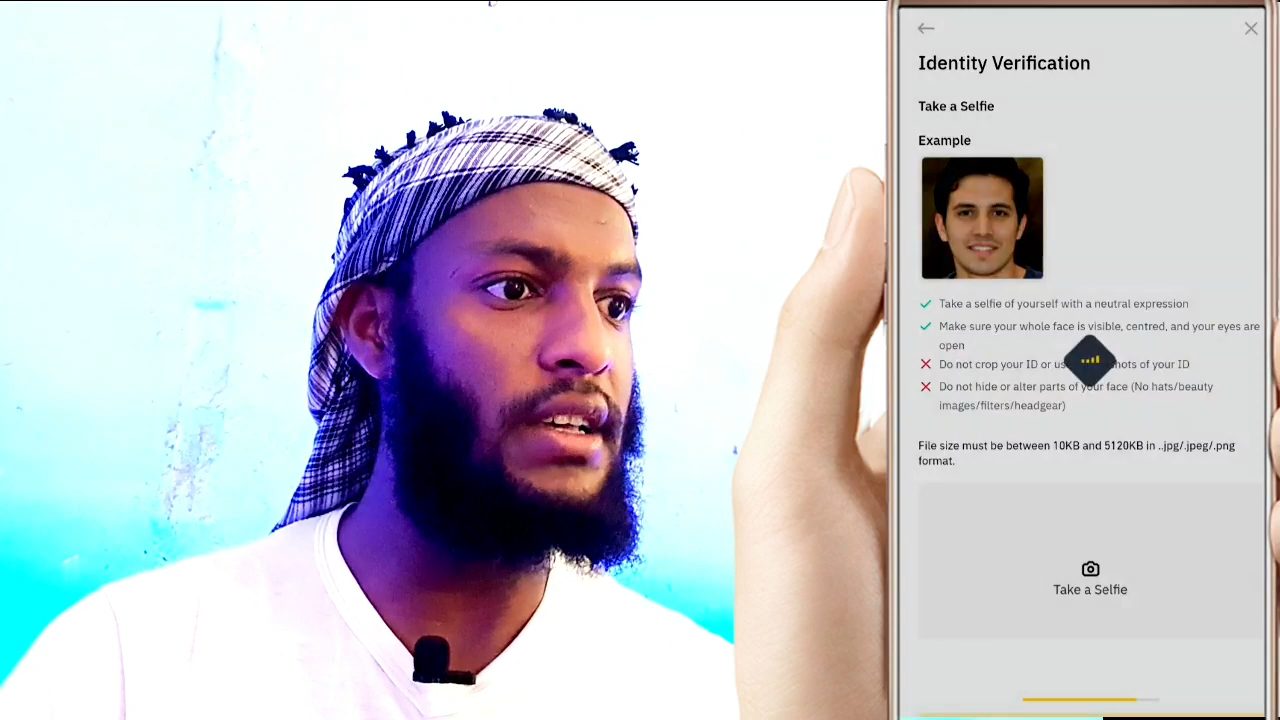 Identity Verification
Take a Selfie
Example
Take a selfie of yourself with a neutral expression
Make sure your whole face is visible, centred, and your eyes are
open
Do not crop your ID or hots of your ID
Do not hide or alter parts of your face (No hats/beauty
images/filters/headgear)
File size must be between 10KB and 5120KB in ..jpg/.jpeg/.png
format.
Take a Selfie